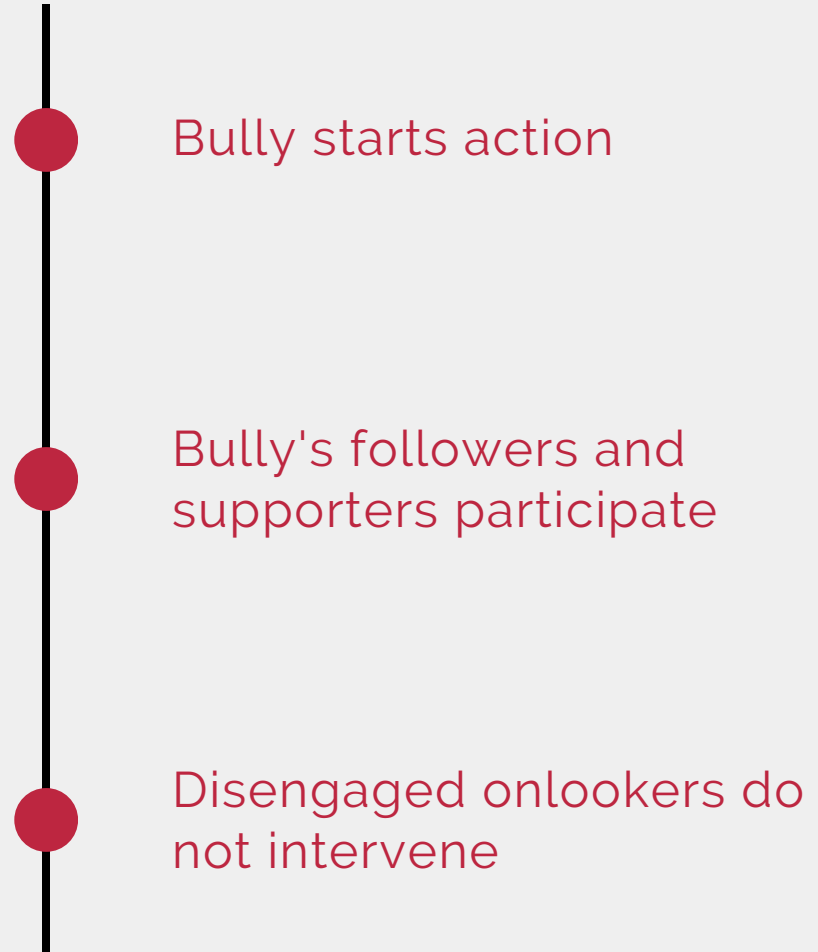 Bully starts action
Bully's followers and
supporters participate
Disengaged onlookers do
not intervene